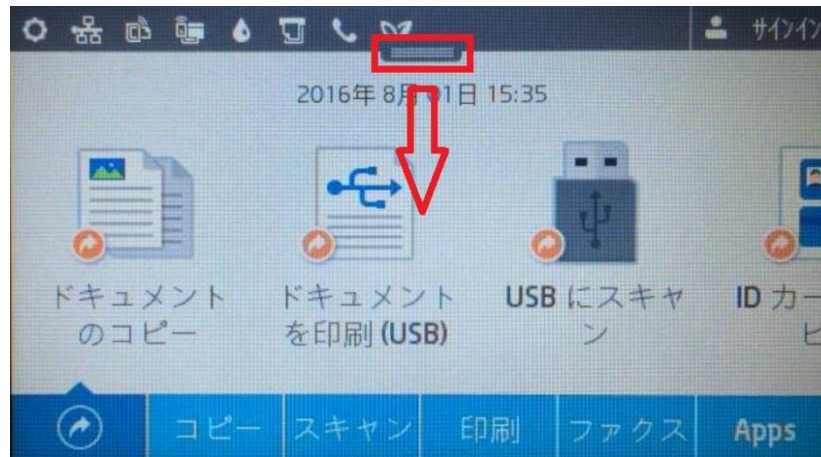 サインイン
2016年 8月 01日 15:35
ドキュメント
のコピー
ドキュメント
を印刷 (USB)
USB にスキャ
ン
ID カー
ピ
コピー
スキャン
印刷
ファクス
Apps